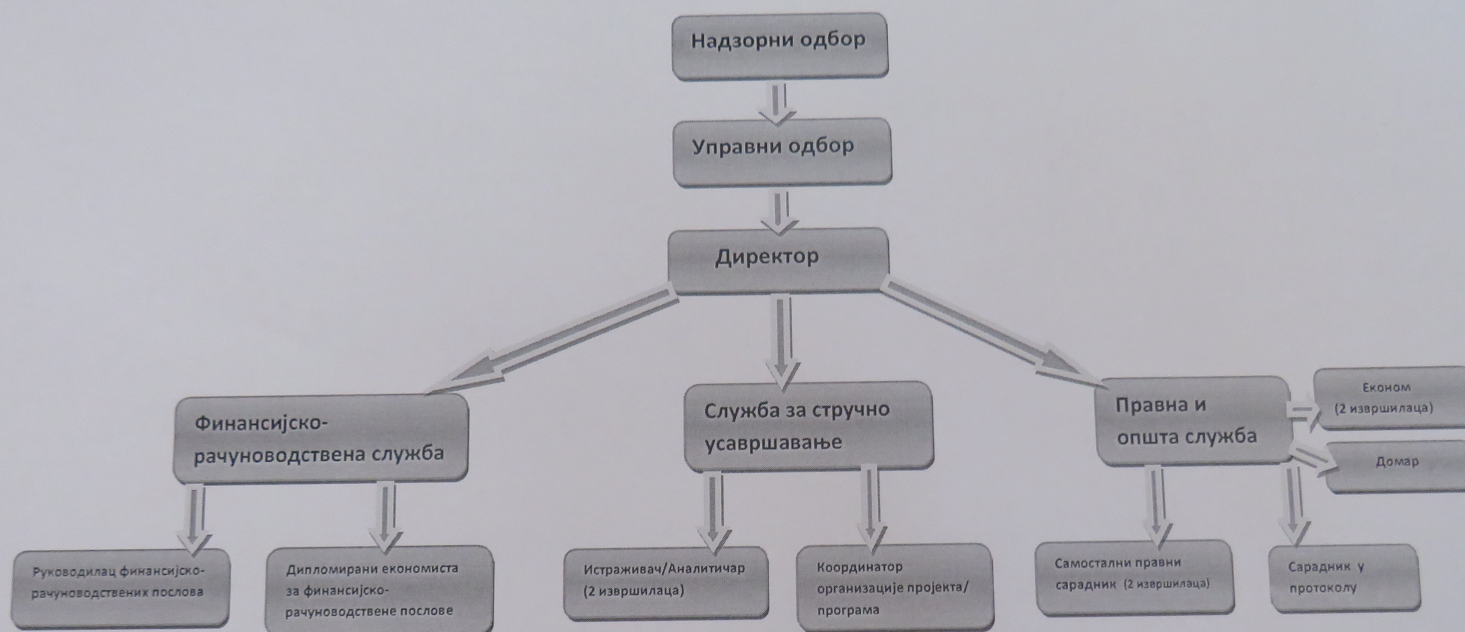 Надзорни одбор
Управни одбор
Директор
Финансијско-
рачуноводствена служба
Служба за стручно
усавршавање
Правна и
општа служба
Економ
(2 извршилаца)
Домар
Руководилац финансијско-
рачуноводствених послова
Дипломирани економиста
за финансијско-
рачуноводствене послове
Истраживач/Аналитичар
(2 извршилаца)
Координатор
организације пројекта/
програма
Самостални правни
сарадник (2 извршилаца)
Сарадник у
протоколу